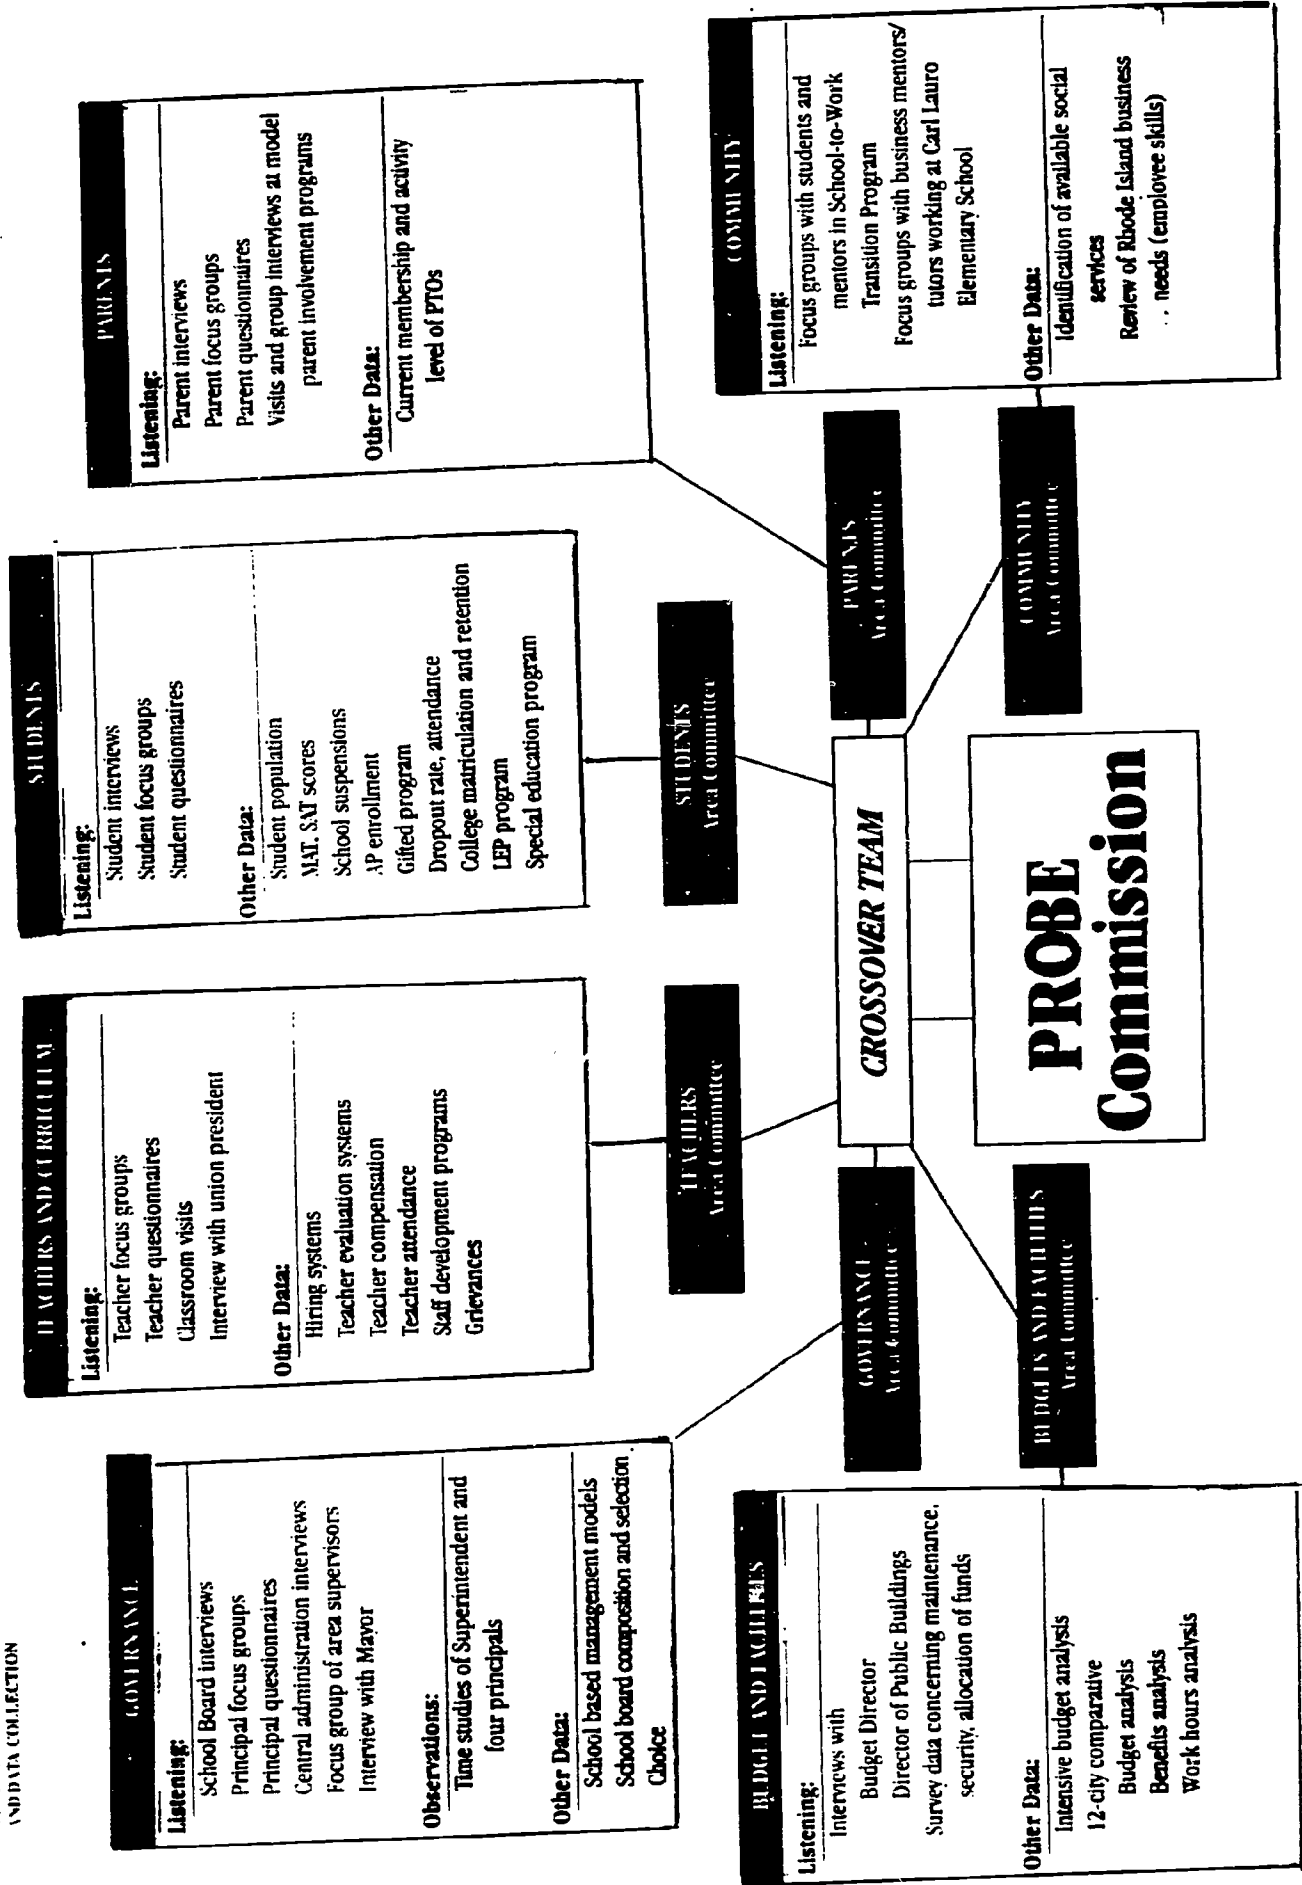 AND DATA COLLECTION
GOVERNANCE
Listening:
School Board interviews
Principal focus groups
Principal questionnaires
Central administration interviews
Focus group of area supervisors
Interview with Mayor
Observations:
Time studies of Superintendent and
four principals
Other Data:
School based management models
School board composition and selection
Choice
TEACHERS AND CURRICULUM
Listening:
Teacher focus groups
Teacher questionnaires
Classroom visits
Interview with union president
Other Data:
Hiring systems
Teacher evaluation systems
Teacher compensation
Teacher attendance
Staff development programs
Grievances
STUDENTS
Listening:
Student interviews
Student focus groups
Student questionnaires
Other Data:
Student population
MAT, SAT scores
School suspensions
AP enrollment
Gifted program
Dropout rate, attendance
College matriculation and retention
LEP program
Special education program
PARENTS
Listening:
Parent interviews
Parent focus groups
Parent questionnaires
Visits and group interviews at model
parent involvement programs
Other Data:
Current membership and activity
level of PTOs
BUDGET AND FACILITIES
Listening:
Interviews with
Budget Director
Director of Public Buildings
Survey data concerning maintenance,
security, allocation of funds
Other Data:
Intensive budget analysis
12-city comparative
Budget analysis
Benefits analysis
Work hours analysis
GOVERNANCE
Area Committee
BUDGETS AND FACILITIES
Area Committee
TEACHERS
Area Committee
STUDENTS
Area Committee
PARENTS
Area Committee
COMMUNITY
Area Committee
CROSSOVER TEAM
PROBE
Commission
COMMUNITY
Listening:
Focus groups with students and
mentors in School-to-Work
Transition Program
Focus groups with business mentors/
tutors working at Carl Lauro
Elementary School
Other Data:
Identification of available social
services
Review of Rhode Island business
needs (employee skills)